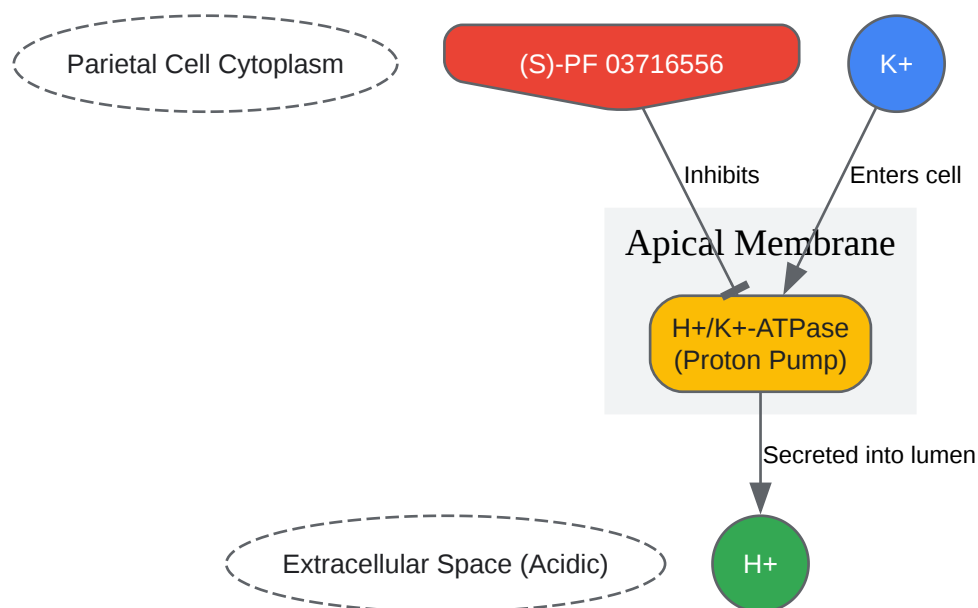 Parietal Cell Cytoplasm
(S)-PF 03716556
K+
Inhibits
Enters cell
Apical Membrane
H+/K+-ATPase
(Proton Pump)
Secreted into lumen
Extracellular Space (Acidic)
H+